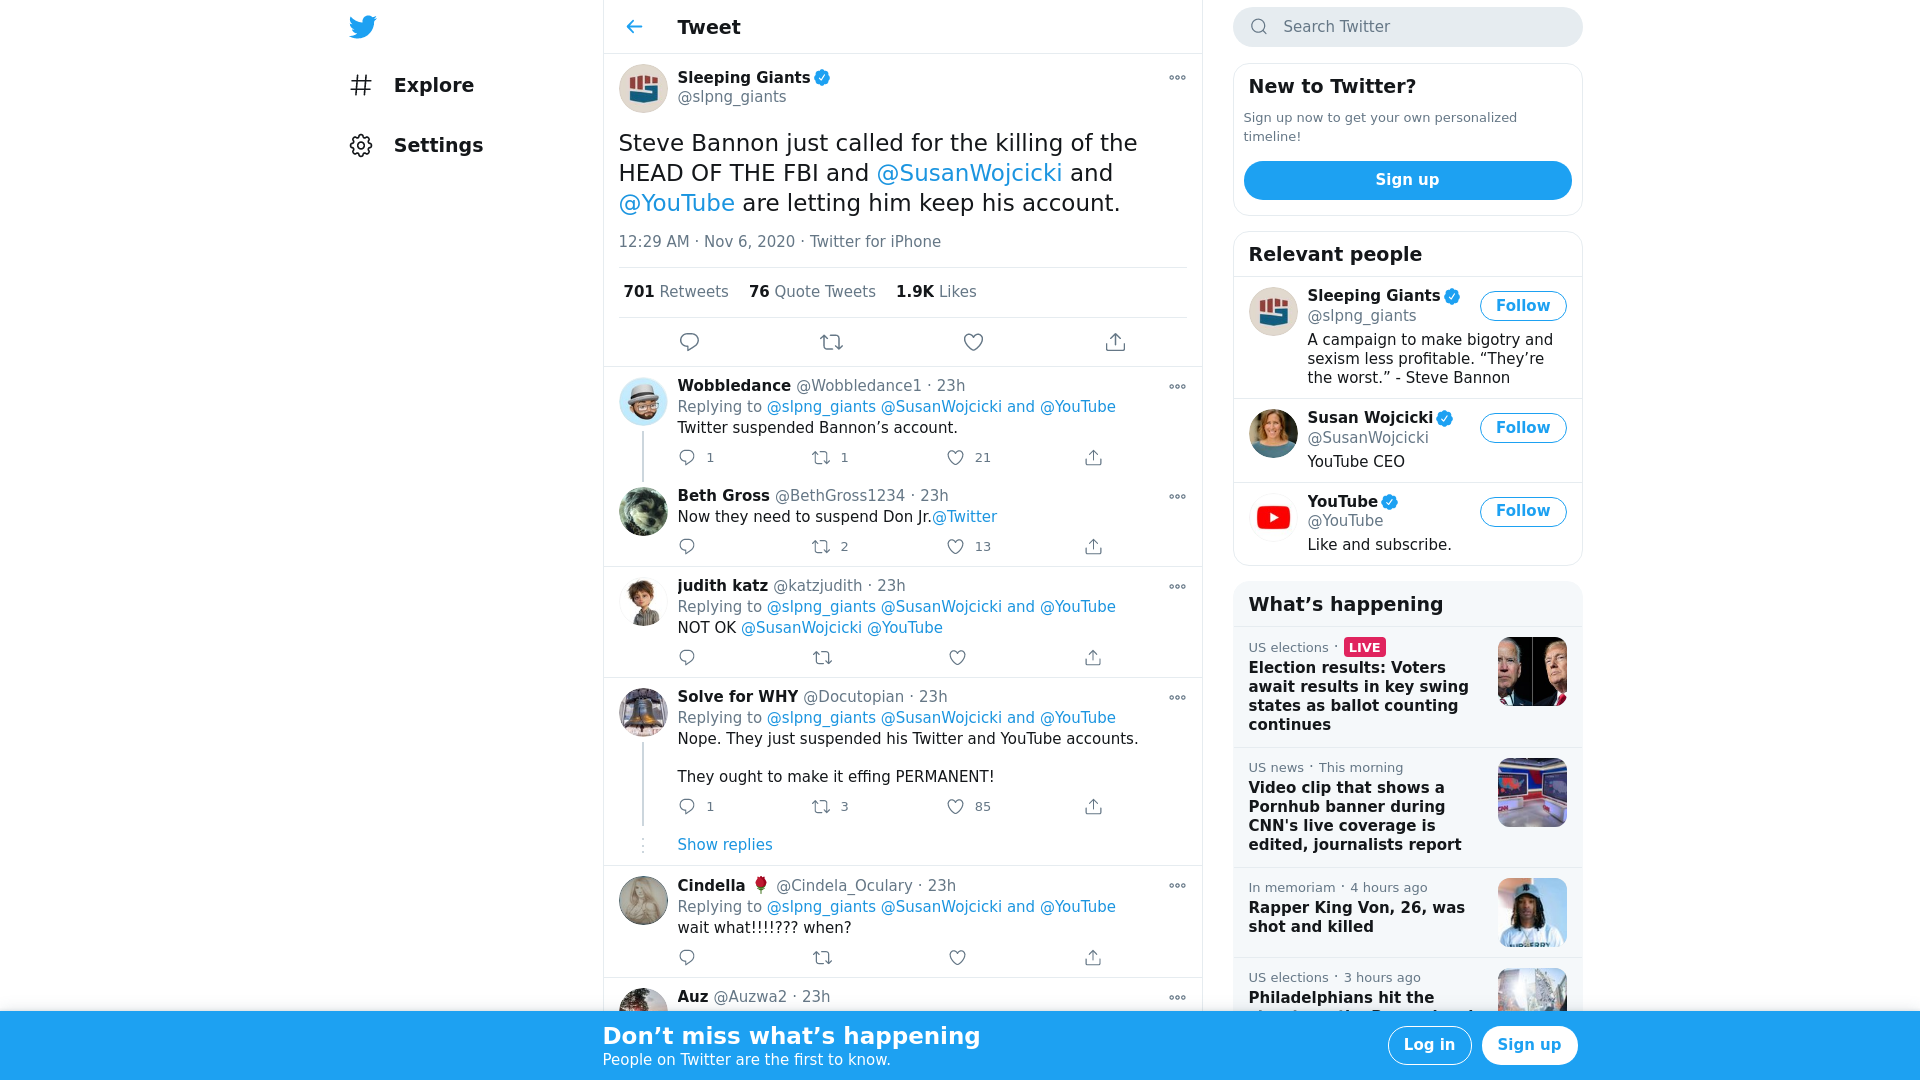 Explore
Settings
Tweet
Sleeping Giants
@slpng_giants
Steve Bannon just called for the killing of the
HEAD OF THE FBI and @SusanWojcicki and
@YouTube are letting him keep his account.
12:29 AM · Nov 6, 2020 · Twitter for iPhone
701 Retweets 76 Quote Tweets 1.9K Likes
Wobbledance @Wobbledance1 · 23h
Replying to @slpng_giants @SusanWojcicki and @YouTube
Twitter suspended Bannon’s account.
1 1 21
Beth Gross @BethGross1234 · 23h
Now they need to suspend Don Jr.@Twitter
2 13
judith katz @katzjudith · 23h
Replying to @slpng_giants @SusanWojcicki and @YouTube
NOT OK @SusanWojcicki @YouTube
Solve for WHY @Docutopian · 23h
Replying to @slpng_giants @SusanWojcicki and @YouTube
Nope. They just suspended his Twitter and YouTube accounts.
They ought to make it effing PERMANENT!
1 3 85
Show replies
Cindella 🌹 @Cindela_Oculary · 23h
Replying to @slpng_giants @SusanWojcicki and @YouTube
wait what!!!!??? when?
Auz @Auzwa2 · 23h
Search Twitter
New to Twitter?
Sign up now to get your own personalized
timeline!
Sign up
Relevant people
Sleeping Giants
@slpng_giants
Follow
A campaign to make bigotry and
sexism less profitable. “They’re
the worst.” - Steve Bannon
Susan Wojcicki
@SusanWojcicki
Follow
YouTube CEO
YouTube
@YouTube
Follow
Like and subscribe.
What’s happening
US elections · LIVE
Election results: Voters
await results in key swing
states as ballot counting
continues
US news · This morning
Video clip that shows a
Pornhub banner during
CNN's live coverage is
edited, journalists report
In memoriam · 4 hours ago
Rapper King Von, 26, was
shot and killed
US elections · 3 hours ago
Philadelphians hit the
Don’t miss what’s happening
People on Twitter are the first to know.
Log in
Sign up